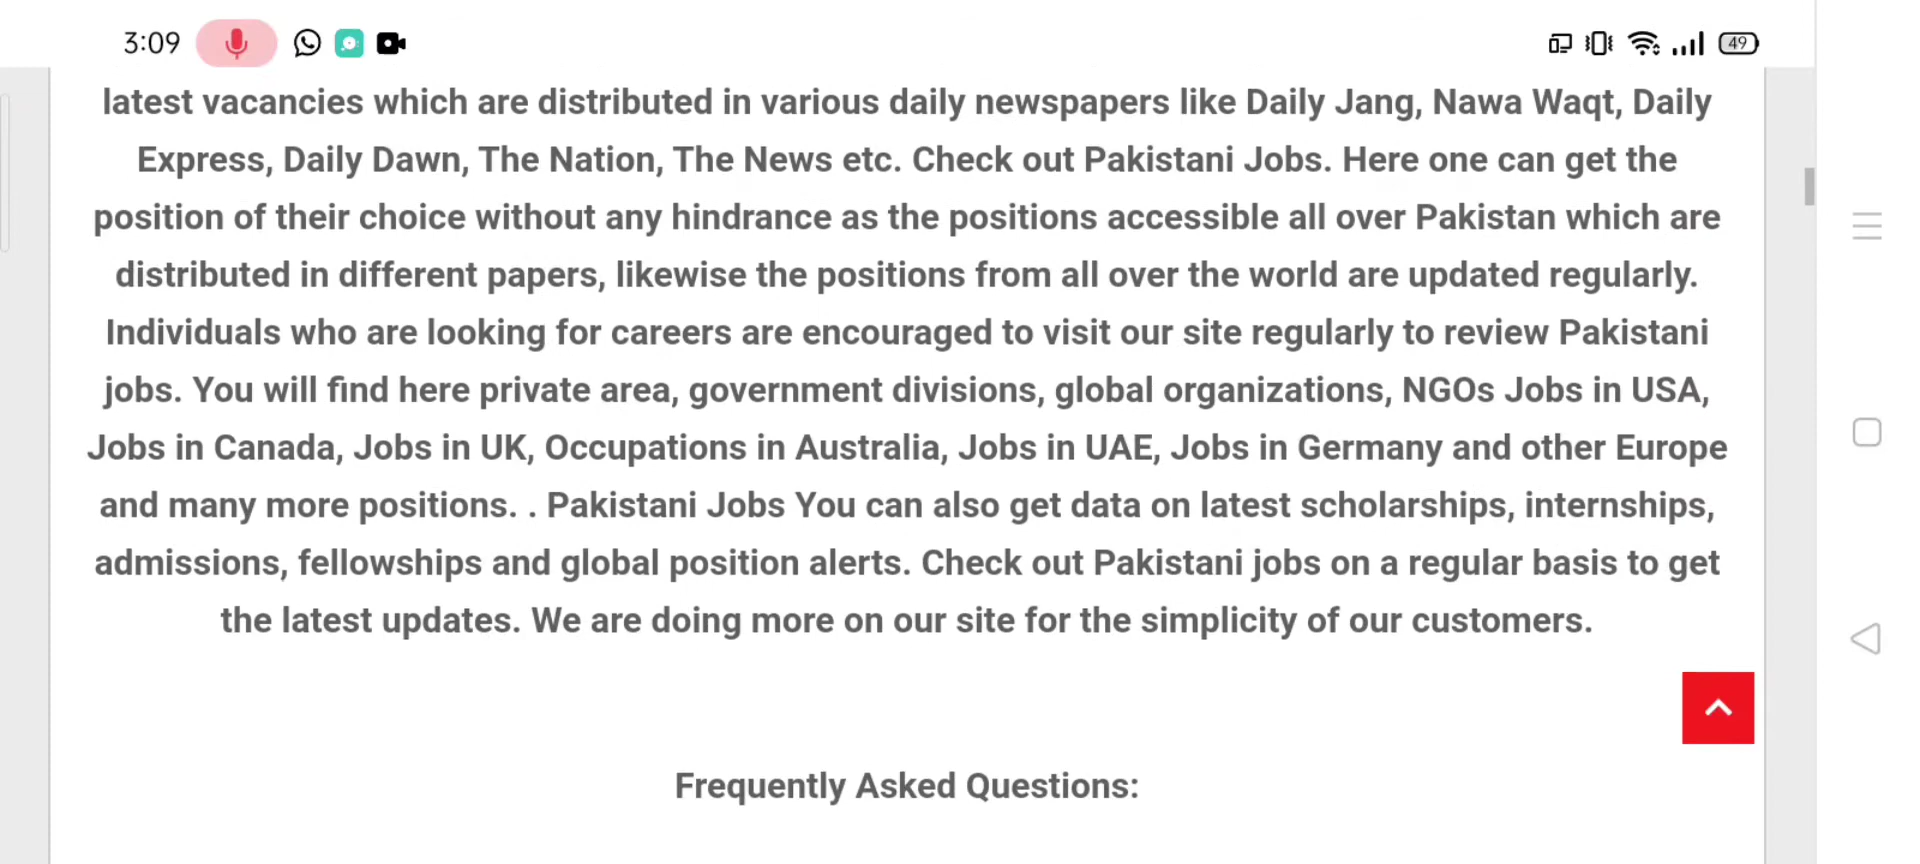 3:09
49
latest vacancies which are distributed in various daily newspapers like Daily Jang, Nawa Waqt, Daily
Express, Daily Dawn, The Nation, The News etc. Check out Pakistani Jobs. Here one can get the
position of their choice without any hindrance as the positions accessible all over Pakistan which are
distributed in different papers, likewise the positions from all over the world are updated regularly.
Individuals who are looking for careers are encouraged to visit our site regularly to review Pakistani
jobs. You will find here private area, government divisions, global organizations, NGOs Jobs in USA,
Jobs in Canada, Jobs in UK, Occupations in Australia, Jobs in UAE, Jobs in Germany and other Europe
and many more positions. . Pakistani Jobs You can also get data on latest scholarships, internships,
admissions, fellowships and global position alerts. Check out Pakistani jobs on a regular basis to get
the latest updates. We are doing more on our site for the simplicity of our customers.
Frequently Asked Questions: